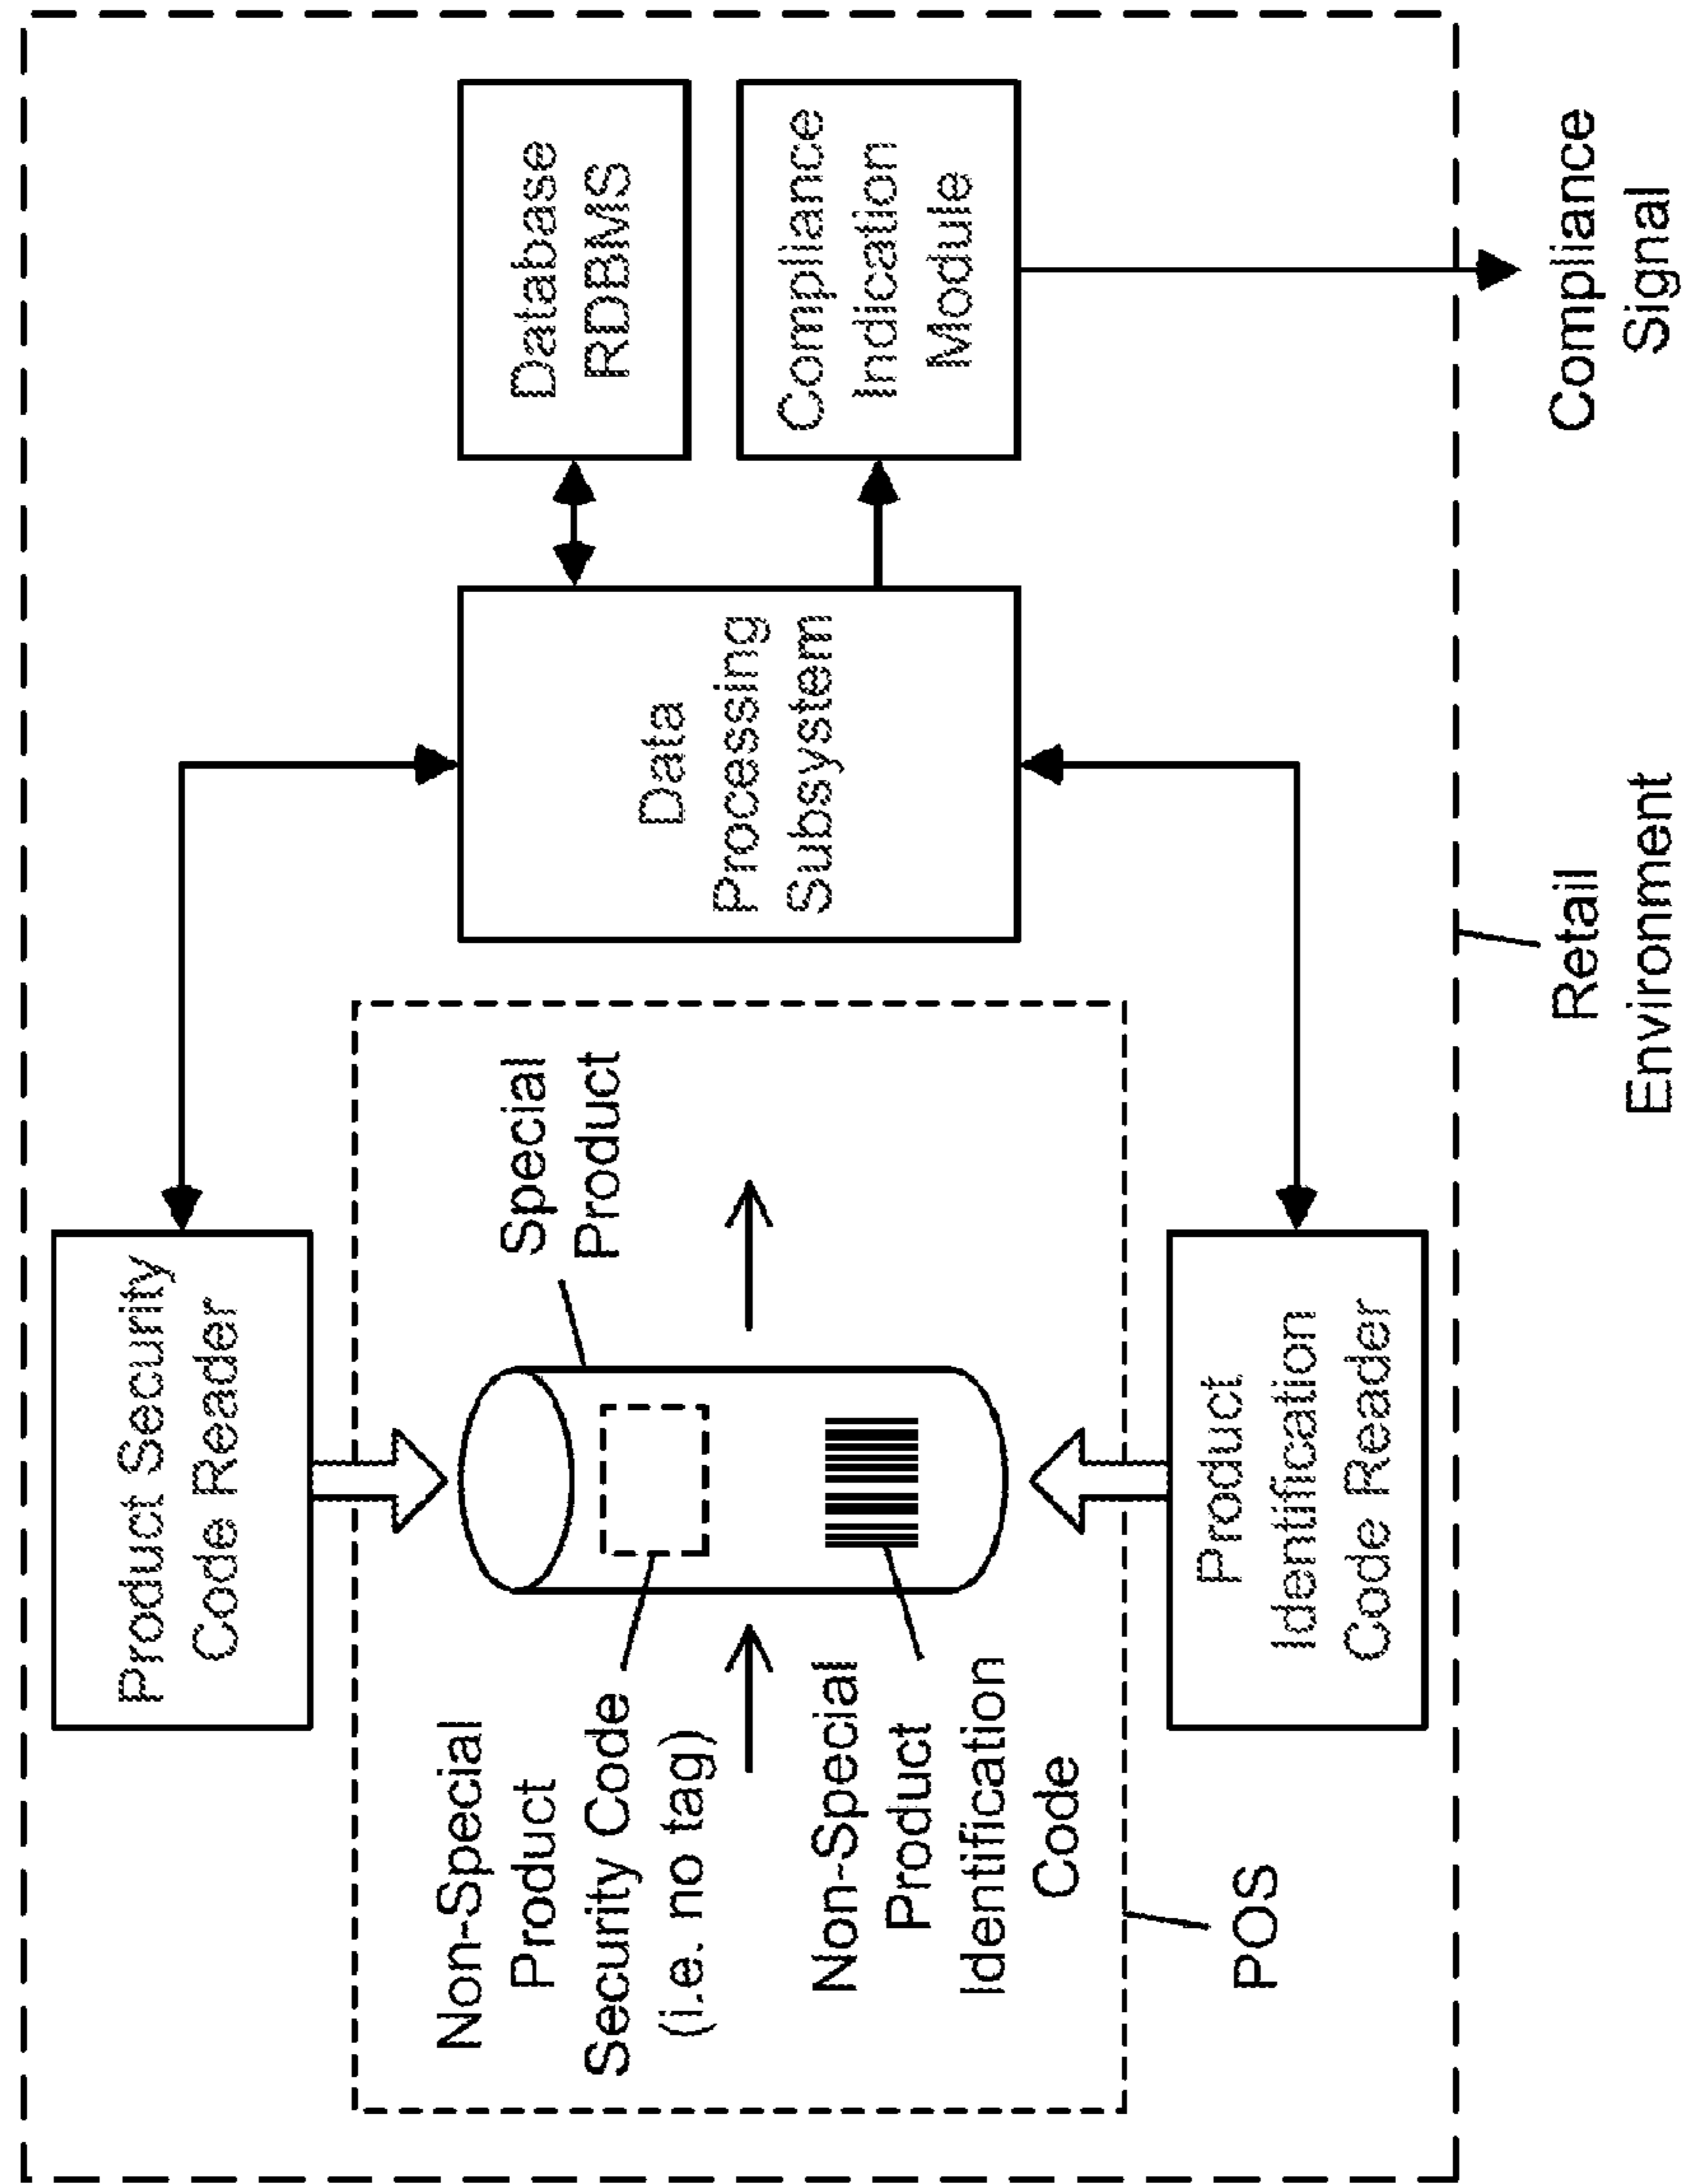 Product Security
Code Reader
Non-Special
Product
Security Code
(i.e. no tag)
Special
Product
Non-Special
Product
Identification
Code
POS
Product
Identification
Code Reader
Data
Processing
Subsystem
Database
RDBMS
Compliance
Indication
Module
Retail
Environment
Compliance
Signal